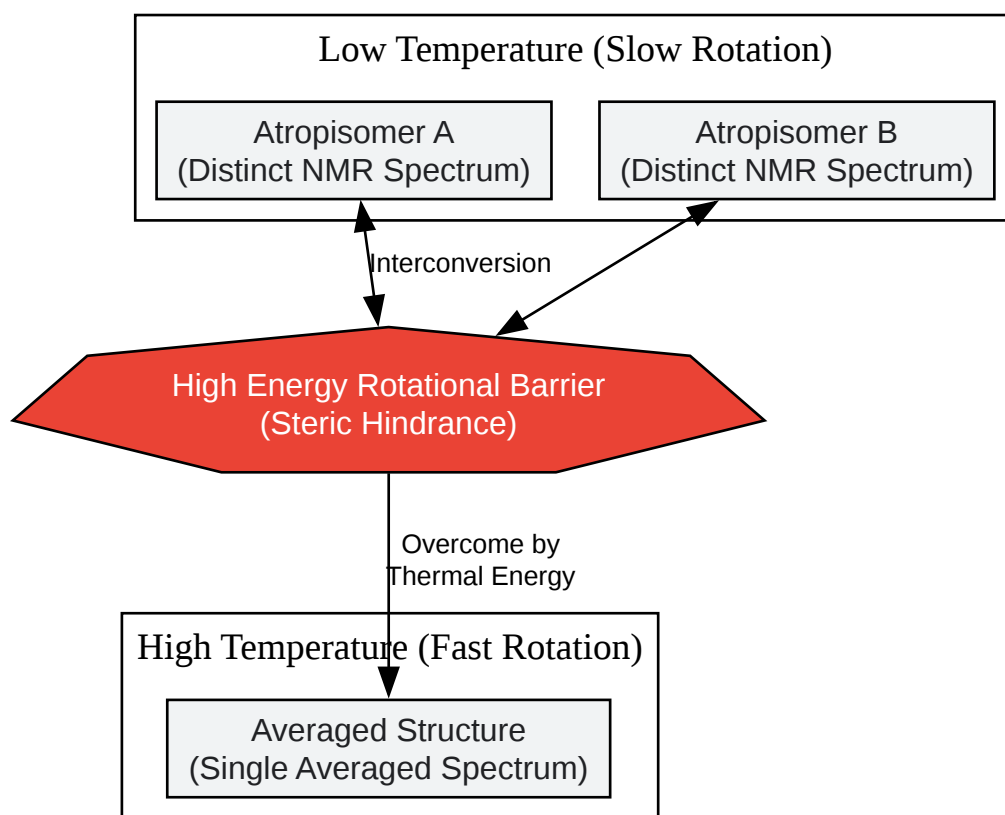 Low Temperature (Slow Rotation)
Atropisomer A
(Distinct NMR Spectrum)
Atropisomer B
(Distinct NMR Spectrum)
Interconversion
High Energy Rotational Barrier
(Steric Hindrance)
Overcome by
Thermal Energy
High Temperature (Fast Rotation)
Averaged Structure
(Single Averaged Spectrum)